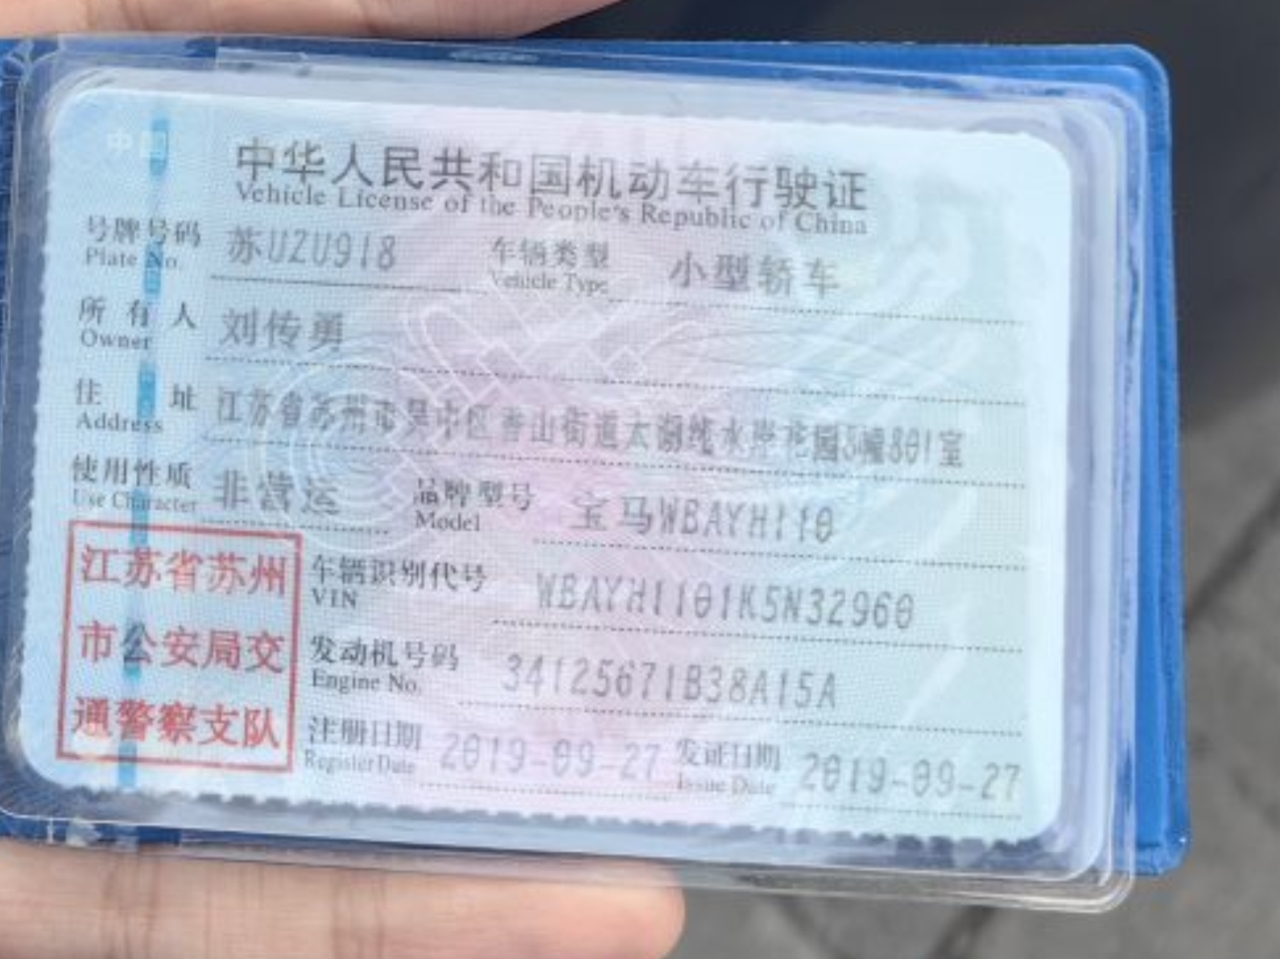 中国
中华人民共和国机动车行驶证
Vehicle License of the People's Republic of China
号牌号码 苏UZU918 车辆类型 小型轿车
Plate No. Vehicle Type
所有人 刘传勇
Owner
住址 江苏省苏州市吴中区香山街道太湖缆水岸花园3幢801室
Address
使用性质 非营运 品牌型号 宝马WBAYH110
Use Character Model
江苏省苏州
市公安局交
通警察支队
车辆识别代号 WBAYH1101K5N32960
VIN
发动机号码 34125671B38A15A
Engine No.
注册日期 2019-09-27 发证日期 2019-09-27
Register Date Issue Date